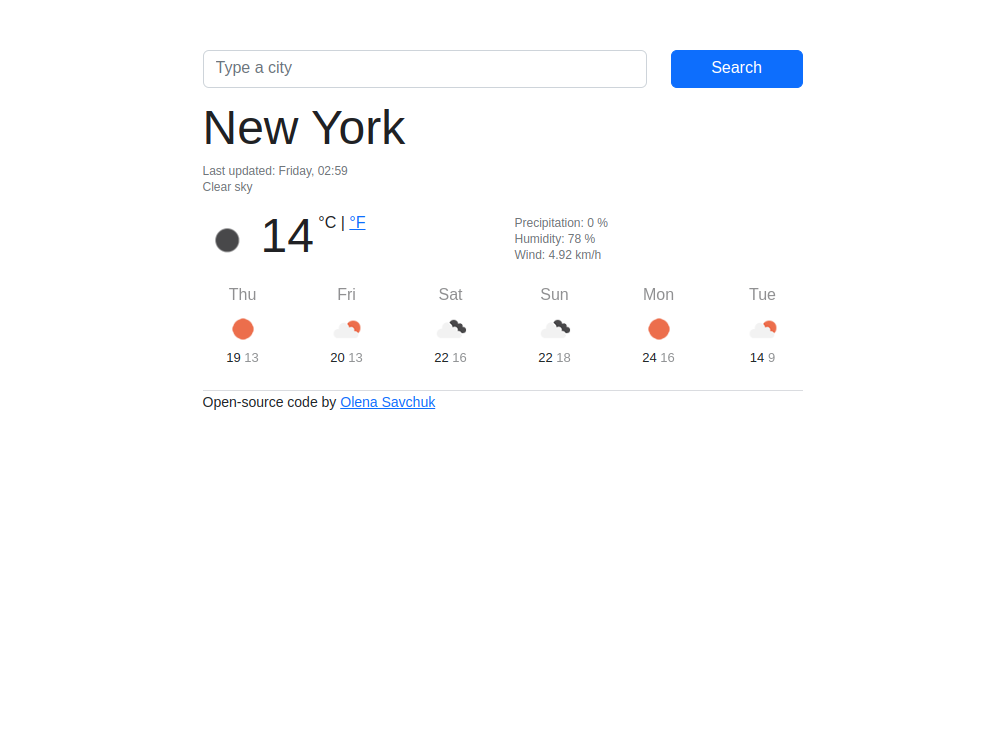 Type a city Search
New York
Last updated: Friday, 02:59
Clear sky
14 °C | °F
Precipitation: 0 %
Humidity: 78 %
Wind: 4.92 km/h
Thu Fri Sat Sun Mon Tue
19 13 20 13 22 16 22 18 24 16 14 9
Open-source code by Olena Savchuk